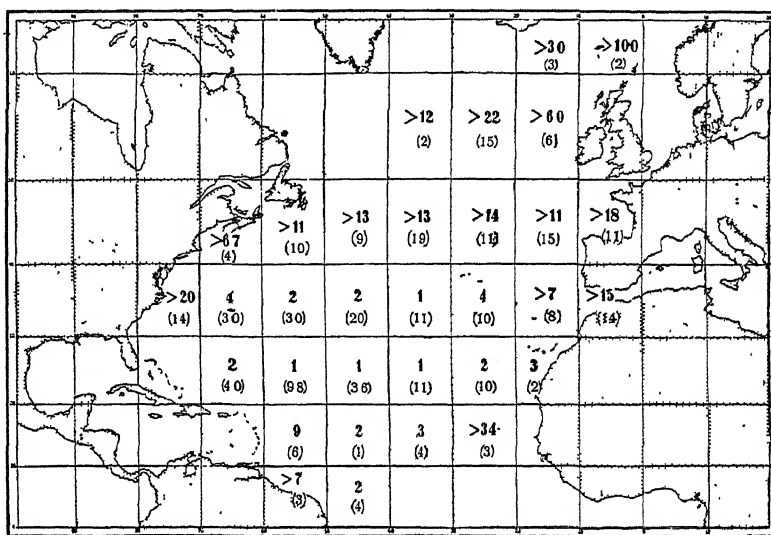 >30 >100
(3) (2)
>12 >22 >60
(2) (15) (6)
>67 >11 >13 >13 >14 >11 >18
(4) (10) (9) (19) (11) (15) (11)
>20 4 2 2 1 4 >7 >15
(14) (30) (30) (20) (11) (10) (8) (14)
2 1 1 1 2 3
(40) (98) (36) (11) (10) (2)
9 2 3 >34
(6) (1) (4) (3)
>7 2
(3) (4)